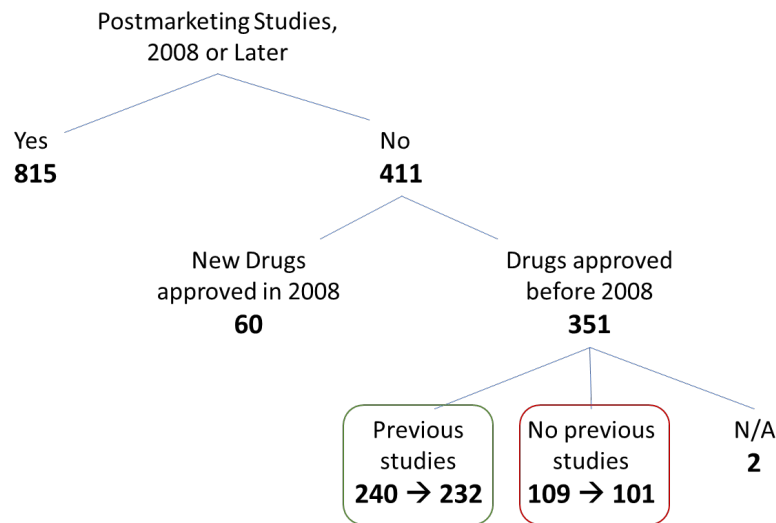 Postmarketing Studies,
2008 or Later
Yes
815
No
411
New Drugs
approved in 2008
60
Drugs approved
before 2008
351
Previous
studies
240 → 232
No previous
studies
109 → 101
N/A
2